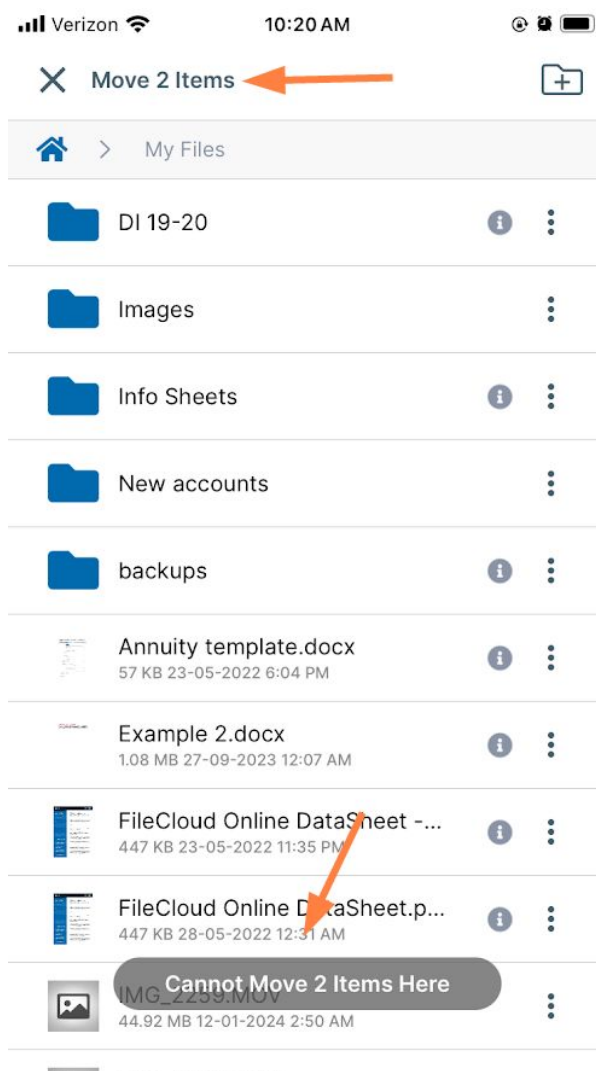 Verizon 10:20 AM
Move 2 Items
My Files
DI 19-20
Images
Info Sheets
New accounts
backups
Annuity template.docx
57 KB 23-05-2022 6:04 PM
Example 2.docx
1.08 MB 27-09-2023 12:07 AM
FileCloud Online DataSheet -...
447 KB 23-05-2022 11:35 PM
FileCloud Online DataSheet.p...
447 KB 28-05-2022 12:31 AM
Cannot Move 2 Items Here
IMG_2259.MOV
44.92 MB 12-01-2024 2:50 AM